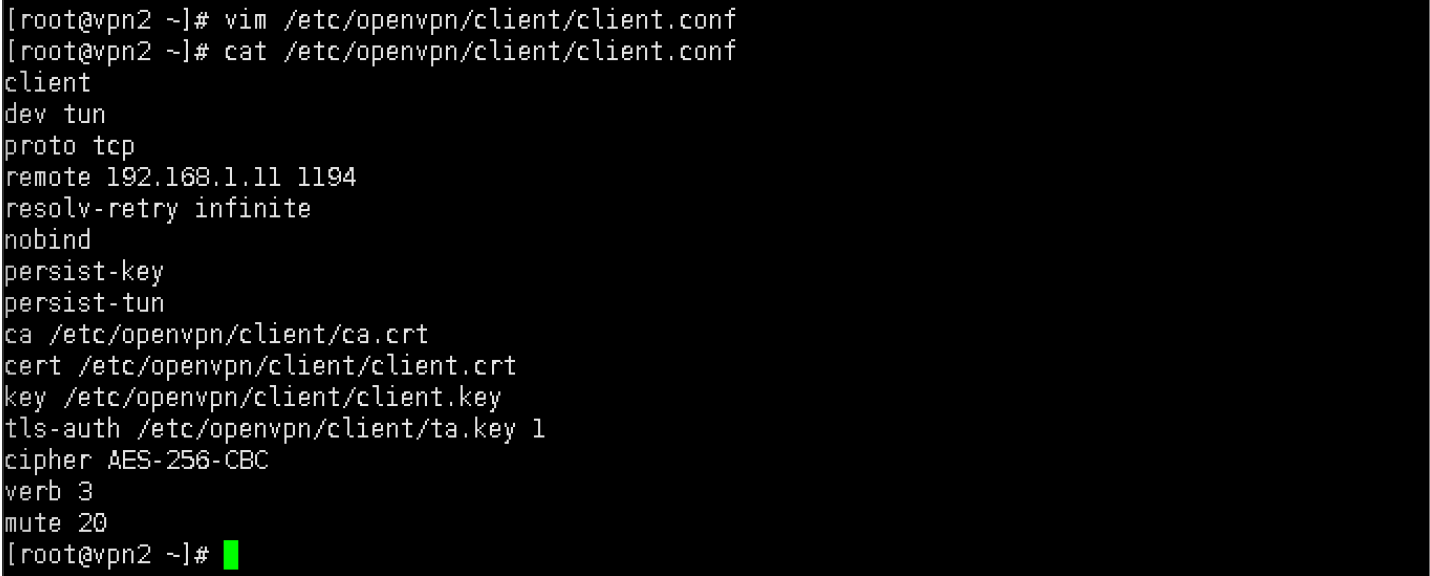 [root@vpn2 ~]# vim /etc/openvpn/client/client.conf
[root@vpn2 ~]# cat /etc/openvpn/client/client.conf
client
dev tun
proto tcp
remote 192.168.1.11 1194
resolv-retry infinite
nobind
persist-key
persist-tun
ca /etc/openvpn/client/ca.crt
cert /etc/openvpn/client/client.crt
key /etc/openvpn/client/client.key
tls-auth /etc/openvpn/client/ta.key 1
cipher AES-256-CBC
verb 3
mute 20
[root@vpn2 ~]#